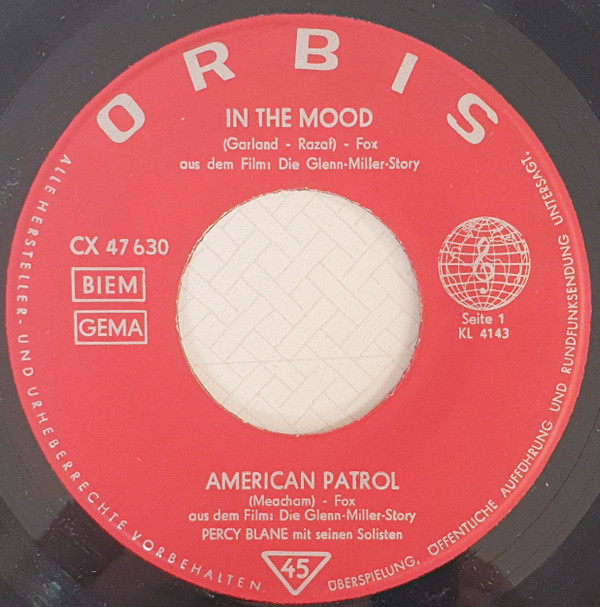 ORBIS
IN THE MOOD
(Garland - Razaf) - Fox
aus dem Film: Die Glenn-Miller-Story
CX 47 630
BIEM
GEMA
Seite 1
KL 4143
AMERICAN PATROL
(Meacham) - Fox
aus dem Film: Die Glenn-Miller-Story
PERCY BLANE mit seinen Solisten
45
ALLE HERSTELLER- UND URHEBERRECHTE VORBEHALTEN.
ÜBERSPIELUNG, ÖFFENTLICHE AUFFÜHRUNG UND RUNDFUNKSENDUNG UNTERSAGT.